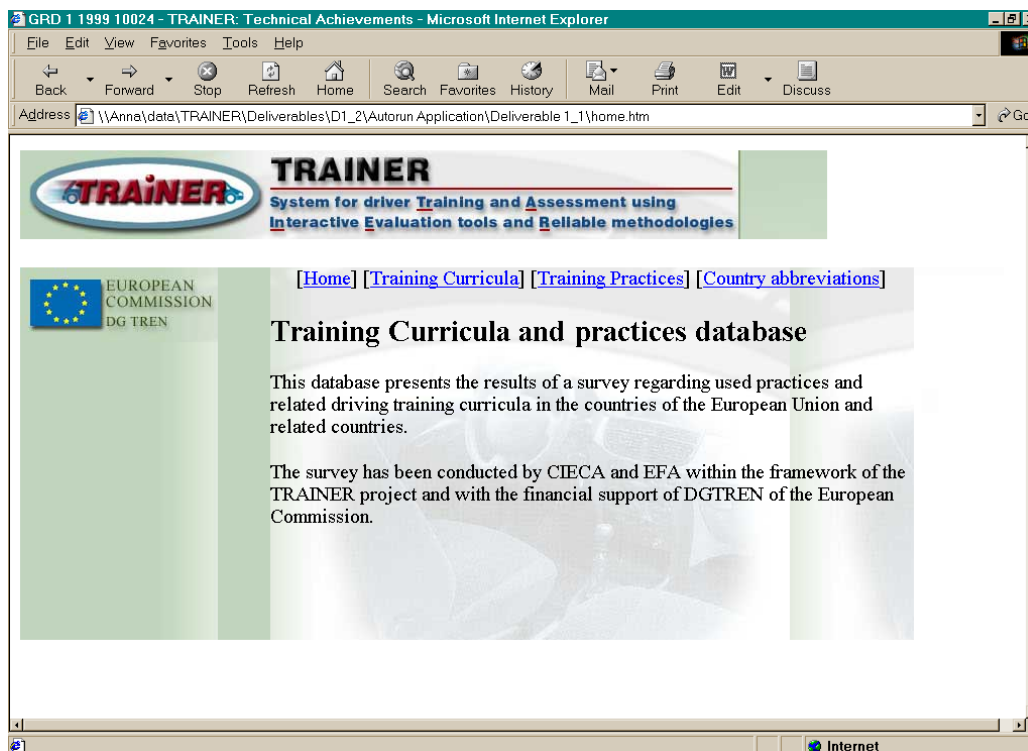 GRD 1 1999 10024 - TRAINER: Technical Achievements - Microsoft Internet Explorer
File Edit View Favorites Tools Help
Back Forward Stop Refresh Home Search Favorites History Mail Print Edit Discuss
Address \\Anna\data\TRAINER\Deliverables\D1_2\Autorun Application\Deliverable 1_1\home.htm Go
TRAiNER
TRAINER
System for driver Training and Assessment using
Interactive Evaluation tools and Reliable methodologies
EUROPEAN
COMMISSION
DG TREN
[Home] [Training Curricula] [Training Practices] [Country abbreviations]
Training Curricula and practices database
This database presents the results of a survey regarding used practices and
related driving training curricula in the countries of the European Union and
related countries.
The survey has been conducted by CIECA and EFA within the framework of the
TRAINER project and with the financial support of DGTREN of the European
Commission.
Internet